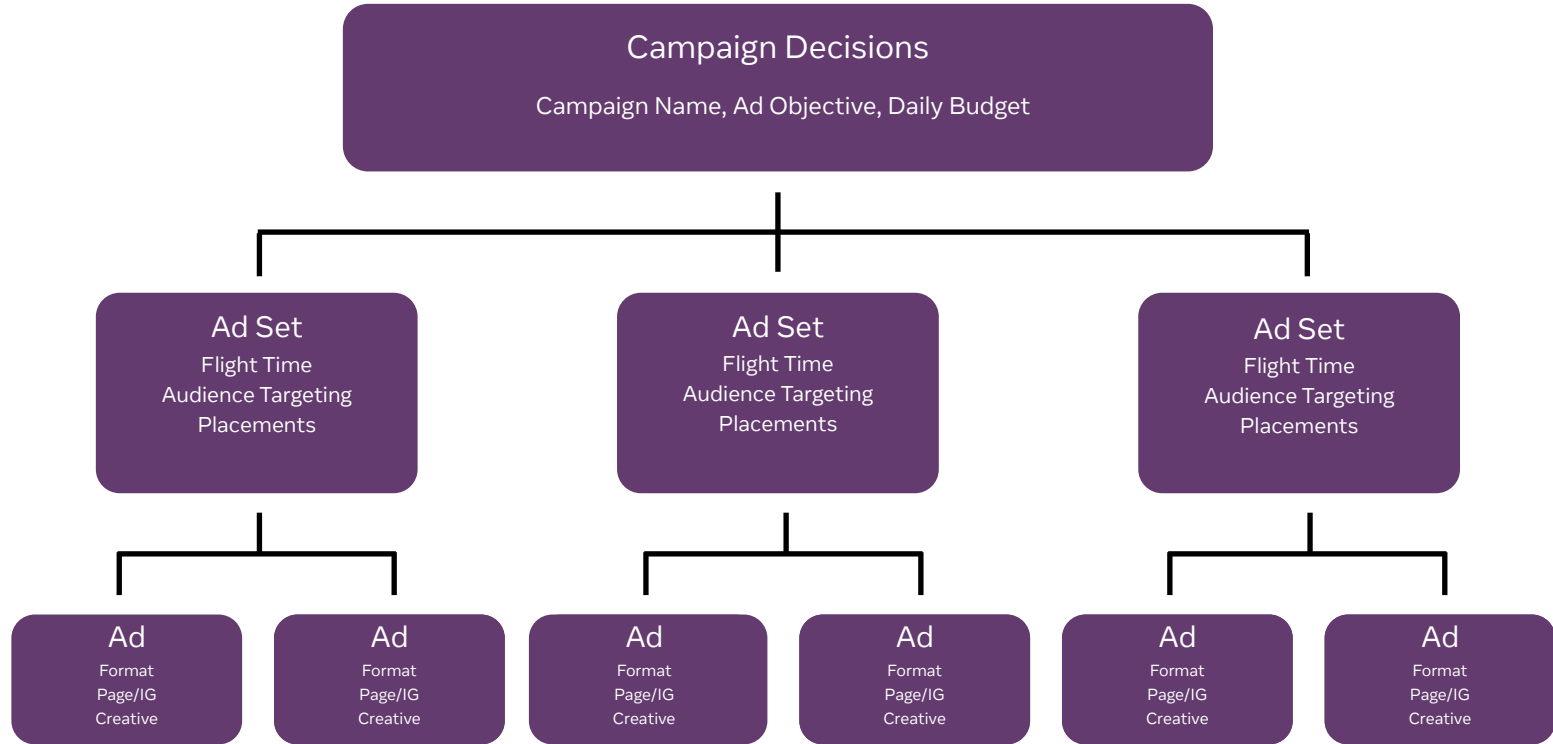 Campaign Decisions
Campaign Name, Ad Objective, Daily Budget
Ad Set
Flight Time
Audience Targeting
Placements
Ad Set
Flight Time
Audience Targeting
Placements
Ad Set
Flight Time
Audience Targeting
Placements
Ad
Format
Page/IG
Creative
Ad
Format
Page/IG
Creative
Ad
Format
Page/IG
Creative
Ad
Format
Page/IG
Creative
Ad
Format
Page/IG
Creative
Ad
Format
Page/IG
Creative